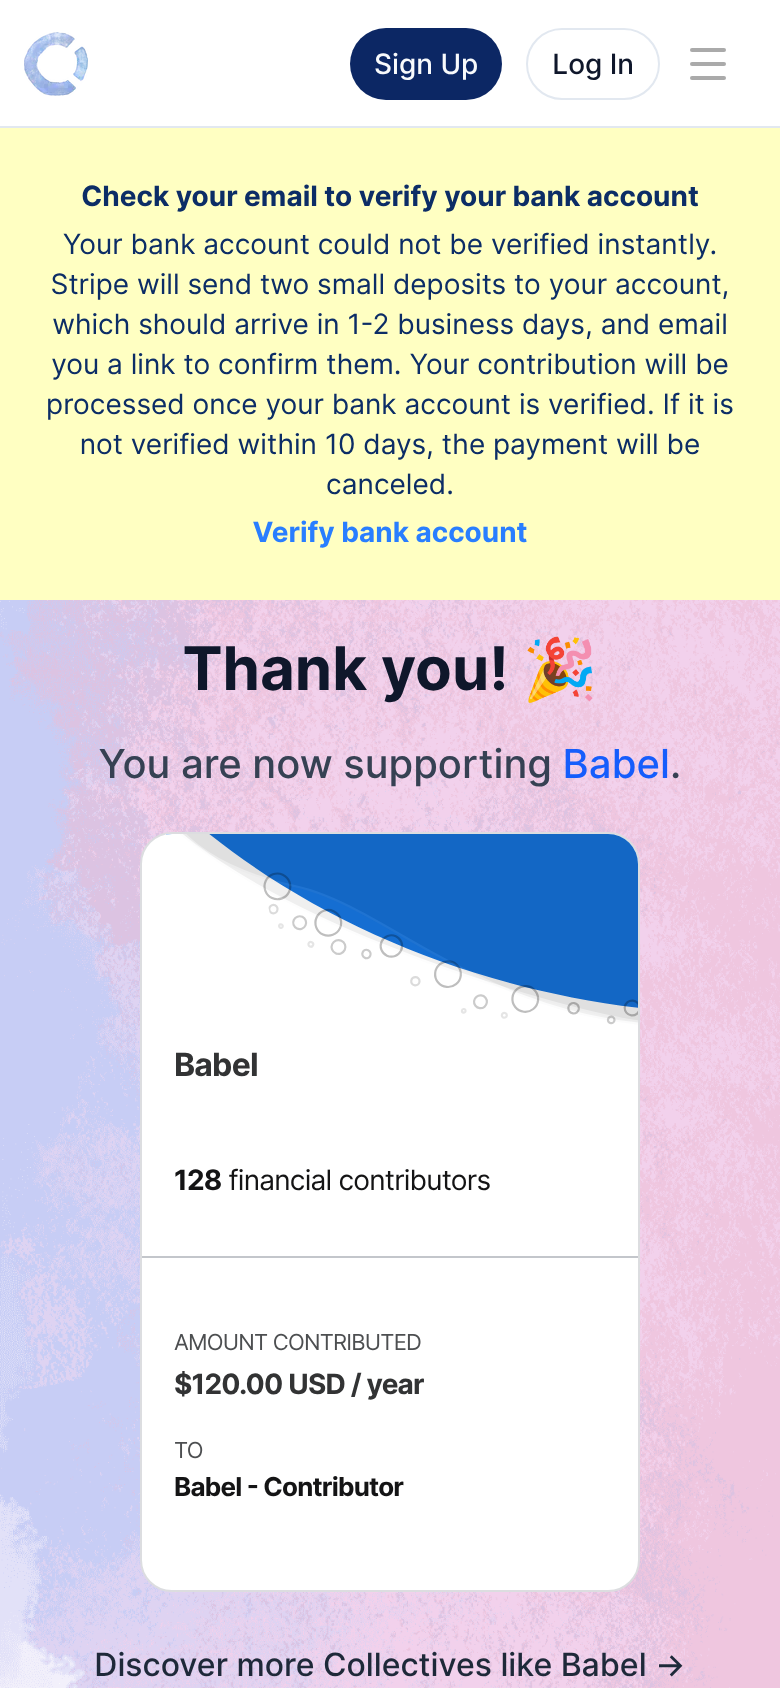 Sign Up
Log In
Check your email to verify your bank account
Your bank account could not be verified instantly.
Stripe will send two small deposits to your account,
which should arrive in 1-2 business days, and email
you a link to confirm them. Your contribution will be
processed once your bank account is verified. If it is
not verified within 10 days, the payment will be
canceled.
Verify bank account
Thank you! 🎉
You are now supporting Babel.
Babel
128 financial contributors
AMOUNT CONTRIBUTED
$120.00 USD / year
TO
Babel - Contributor
Discover more Collectives like Babel →